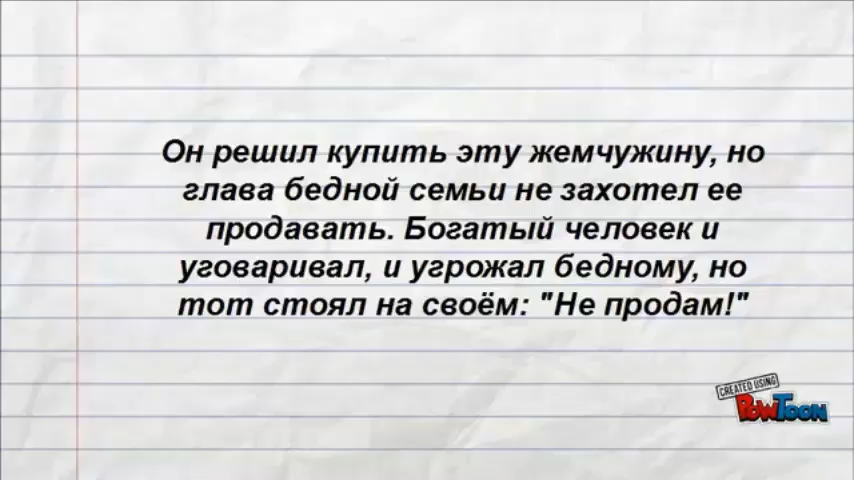 Он решил купить эту жемчужину, но
глава бедной семьи не захотел ее
продавать. Богатый человек и
уговаривал, и угрожал бедному, но
тот стоял на своём: "Не продам!"
CREATED USING
POWTOON